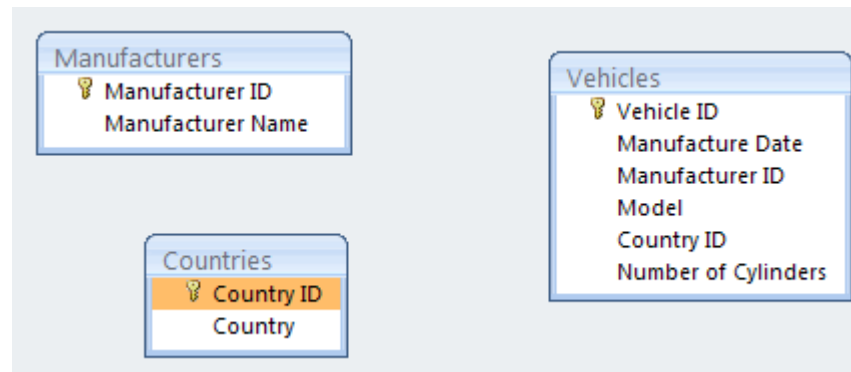 Manufacturers
Manufacturer ID
Manufacturer Name
Countries
Country ID
Country
Vehicles
Vehicle ID
Manufacture Date
Manufacturer ID
Model
Country ID
Number of Cylinders